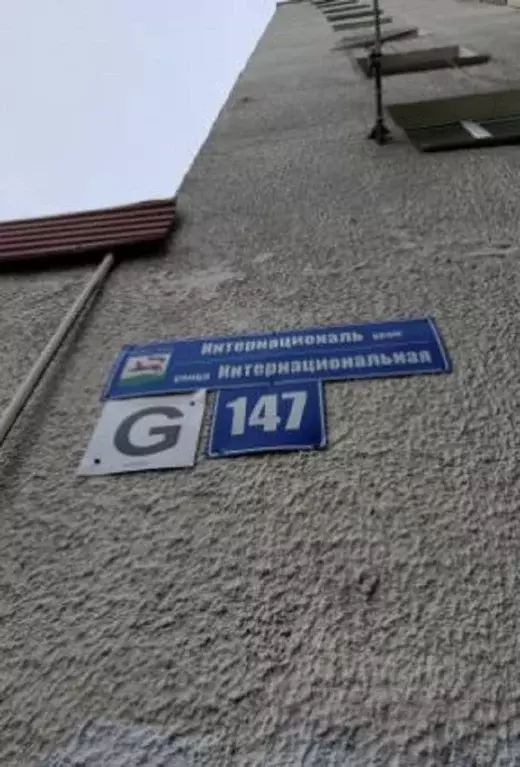 Интернациональ урам
улица Интернациональная
G 147